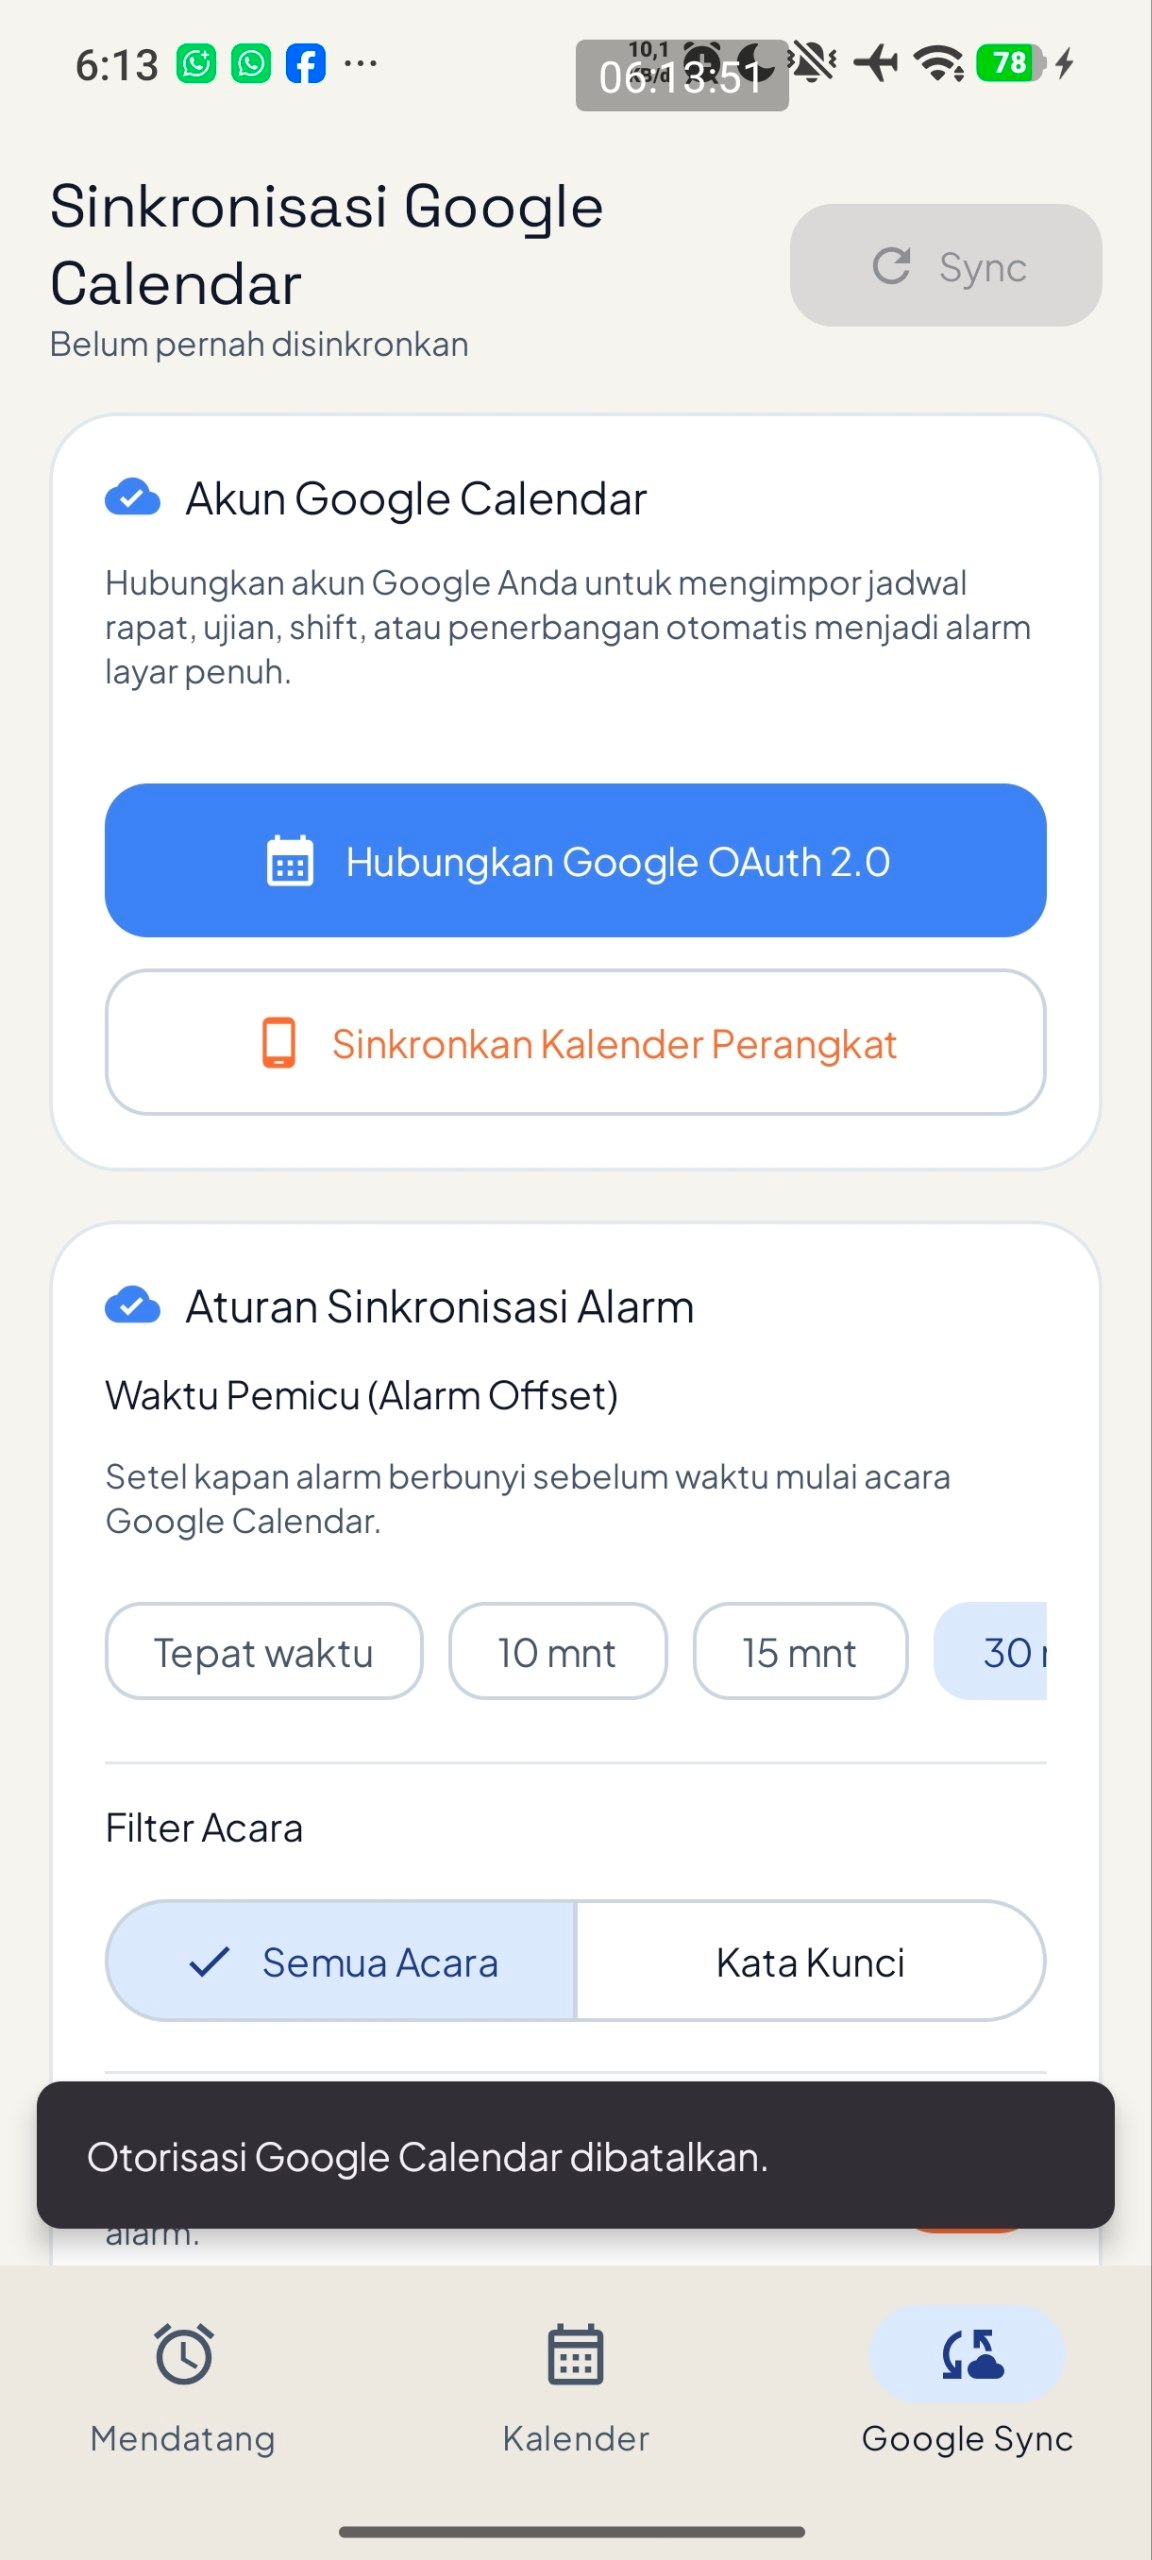 6:13
10,1
06:13:51
78
Sinkronisasi Google
Calendar
Sync
Belum pernah disinkronkan
Akun Google Calendar
Hubungkan akun Google Anda untuk mengimpor jadwal
rapat, ujian, shift, atau penerbangan otomatis menjadi alarm
layar penuh.
Hubungkan Google OAuth 2.0
Sinkronkan Kalender Perangkat
Aturan Sinkronisasi Alarm
Waktu Pemicu (Alarm Offset)
Setel kapan alarm berbunyi sebelum waktu mulai acara
Google Calendar.
Tepat waktu 10 mnt 15 mnt 30
Filter Acara
Semua Acara Kata Kunci
Otorisasi Google Calendar dibatalkan.
alarm.
Mendatang Kalender Google Sync